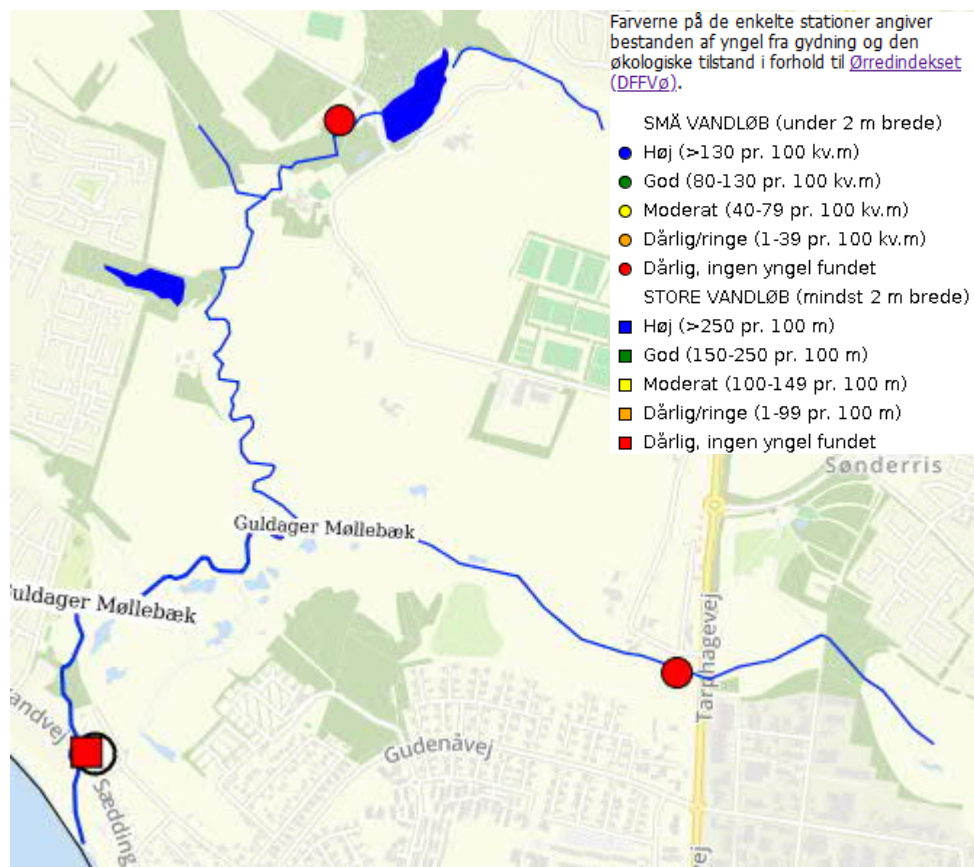 Farverne på de enkelte stationer angiver
bestanden af yngel fra gydning og den
økologiske tilstand i forhold til Ørredindekset
(DFFVø).
SMÅ VANDLØB (under 2 m brede)
Høj (>130 pr. 100 kv.m)
God (80-130 pr. 100 kv.m)
Moderat (40-79 pr. 100 kv.m)
Dårlig/ringe (1-39 pr. 100 kv.m)
Dårlig, ingen yngel fundet
STORE VANDLØB (mindst 2 m brede)
Høj (>250 pr. 100 m)
God (150-250 pr. 100 m)
Moderat (100-149 pr. 100 m)
Dårlig/ringe (1-99 pr. 100 m)
Dårlig, ingen yngel fundet
Sønderris
Guldager Møllebæk
Guldager Møllebæk
Tarphagevej
andvej
Gudenåvej
Sædding
vej